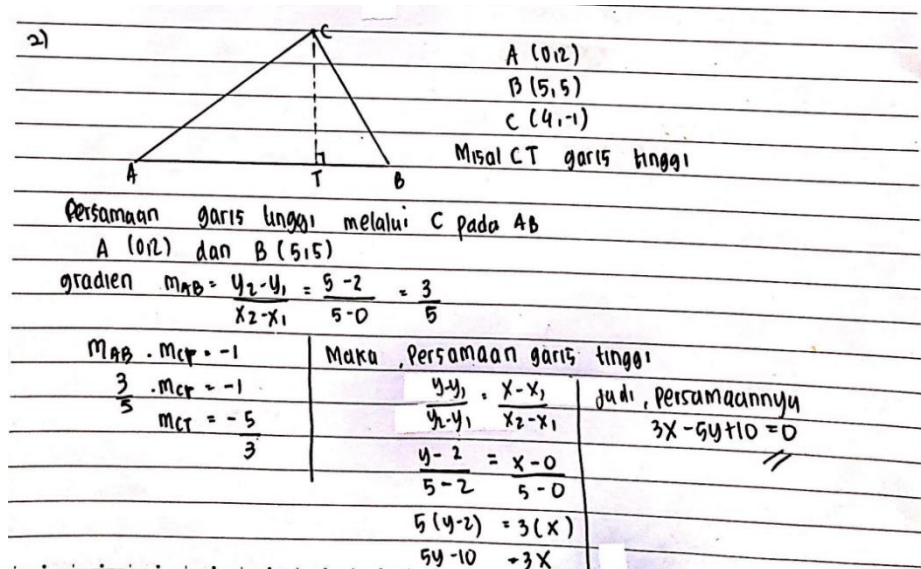 2)
C
A (0,2)
B (5,5)
C (4,-1)
Misal CT garis tinggi
A T B
Persamaan garis tinggi melalui C pada AB
A (0,2) dan B (5,5)
gradien mAB = y2-y1 / x2-x1 = 5-2 / 5-0 = 3/5
mAB . mCT = -1
3/5 . mCT = -1
mCT = -5/3
Maka, Persamaan garis tinggi
y-y1 / y2-y1 = x-x1 / x2-x1
y-2 / 5-2 = x-0 / 5-0
5(y-2) = 3(x)
5y-10 = 3x
Jadi, persamaannya
3x-5y+10=0